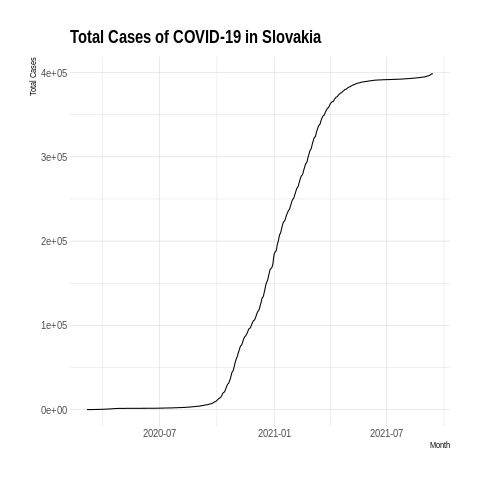 Total Cases of COVID-19 in Slovakia
Total Cases
4e+05
3e+05
2e+05
1e+05
0e+00
2020-07 2021-01 2021-07
Month